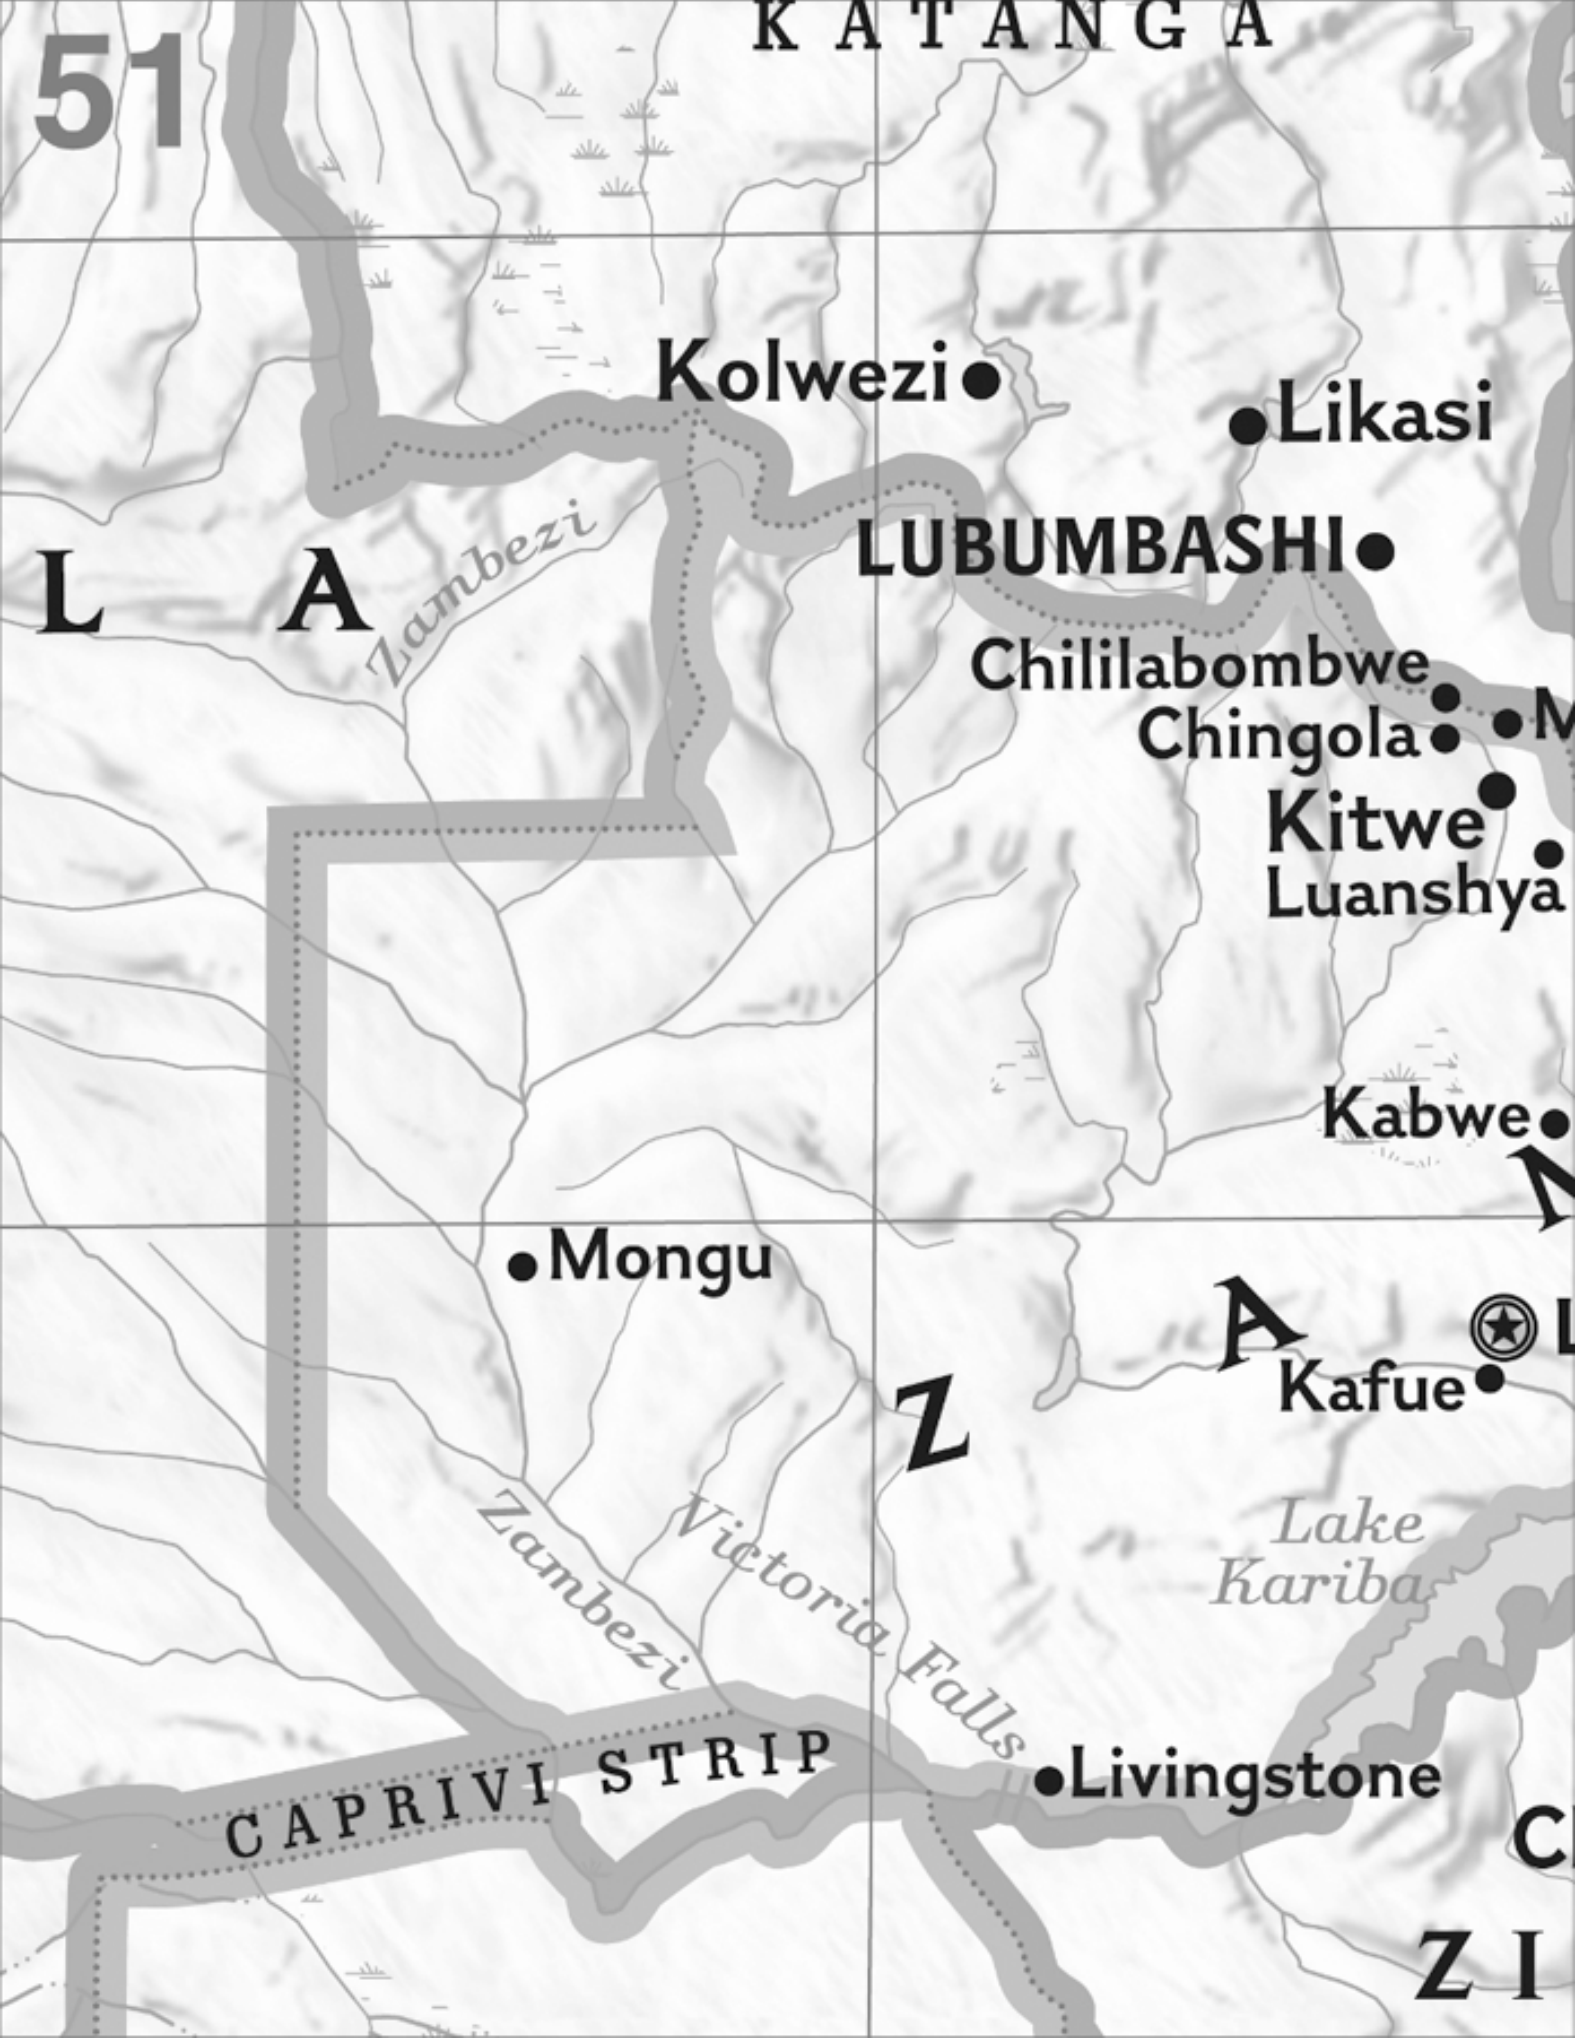 KATANGA
51
Kolwezi
Likasi
L A
Zambezi
LUBUMBASHI
Chililabombwe
M
Chingola
Kitwe
Luanshya
Kabwe
M
Mongu
A
L
Kafue
Z
Zambezi
Victoria Falls
Lake
Kariba
CAPRIVI STRIP
Livingstone
Z I